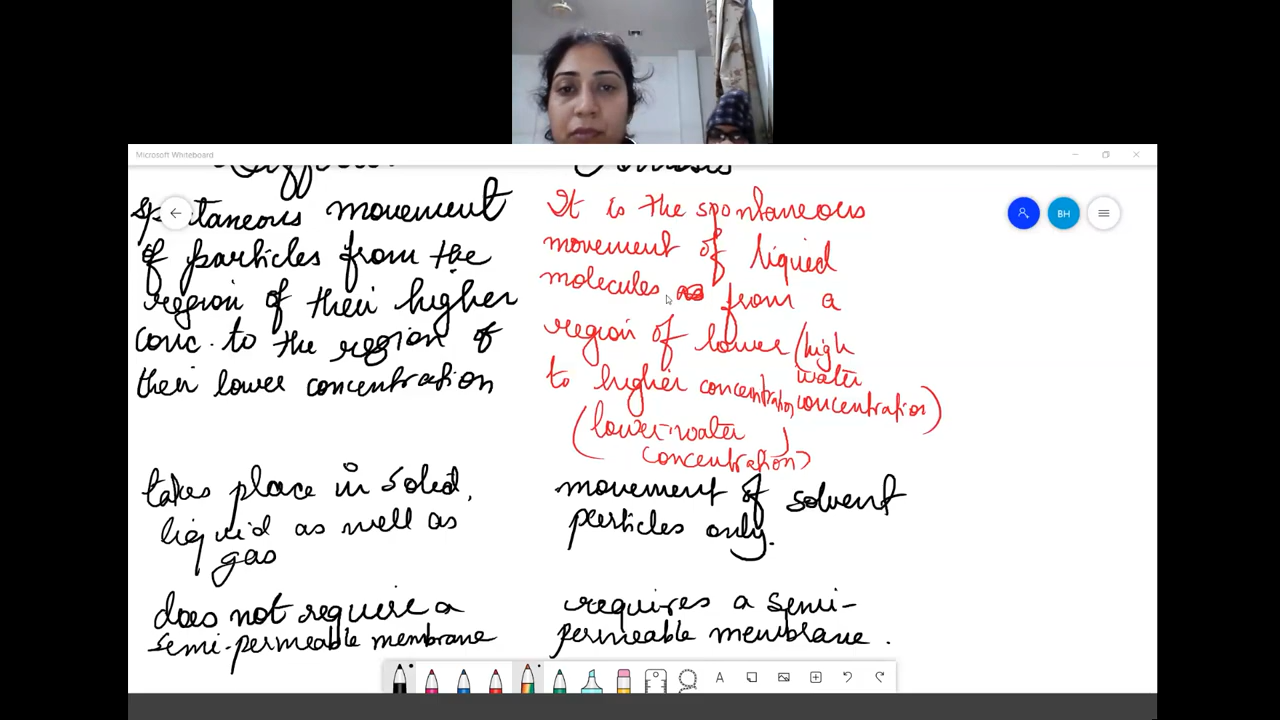 Microsoft Whiteboard
Diffusion
Osmosis
Spontaneous movement
of particles from the
region of their higher
conc. to the region of
their lower concentration
It is the spontaneous
movement of liquid
molecules from a
region of lower (high
water
to higher concentration, concentration)
(lower-water
concentration)
takes place in solid,
liquid as well as
gas
movement of solvent
particles only.
does not require a
semi-permeable membrane
requires a semi-
permeable membrane.
BH
A